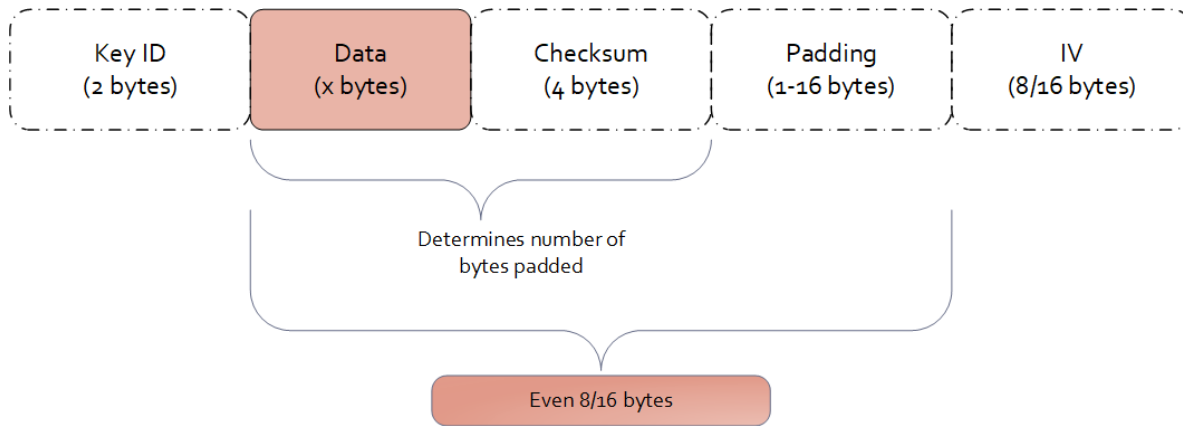 Key ID
(2 bytes)
Data
(x bytes)
Checksum
(4 bytes)
Padding
(1-16 bytes)
IV
(8/16 bytes)
Determines number of
bytes padded
Even 8/16 bytes